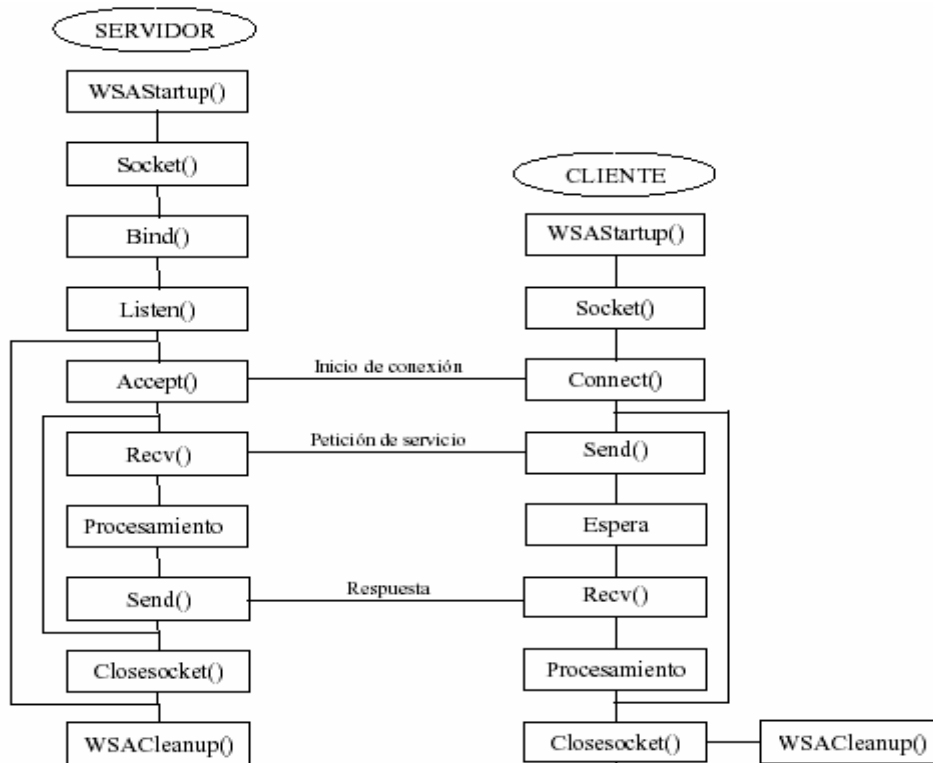 SERVIDOR
WSAStartup()
Socket()
Bind()
Listen()
Accept()
Recv()
Procesamiento
Send()
Closesocket()
WSACleanup()
Inicio de conexión
Petición de servicio
Respuesta
CLIENTE
WSAStartup()
Socket()
Connect()
Send()
Espera
Recv()
Procesamiento
Closesocket()
WSACleanup()